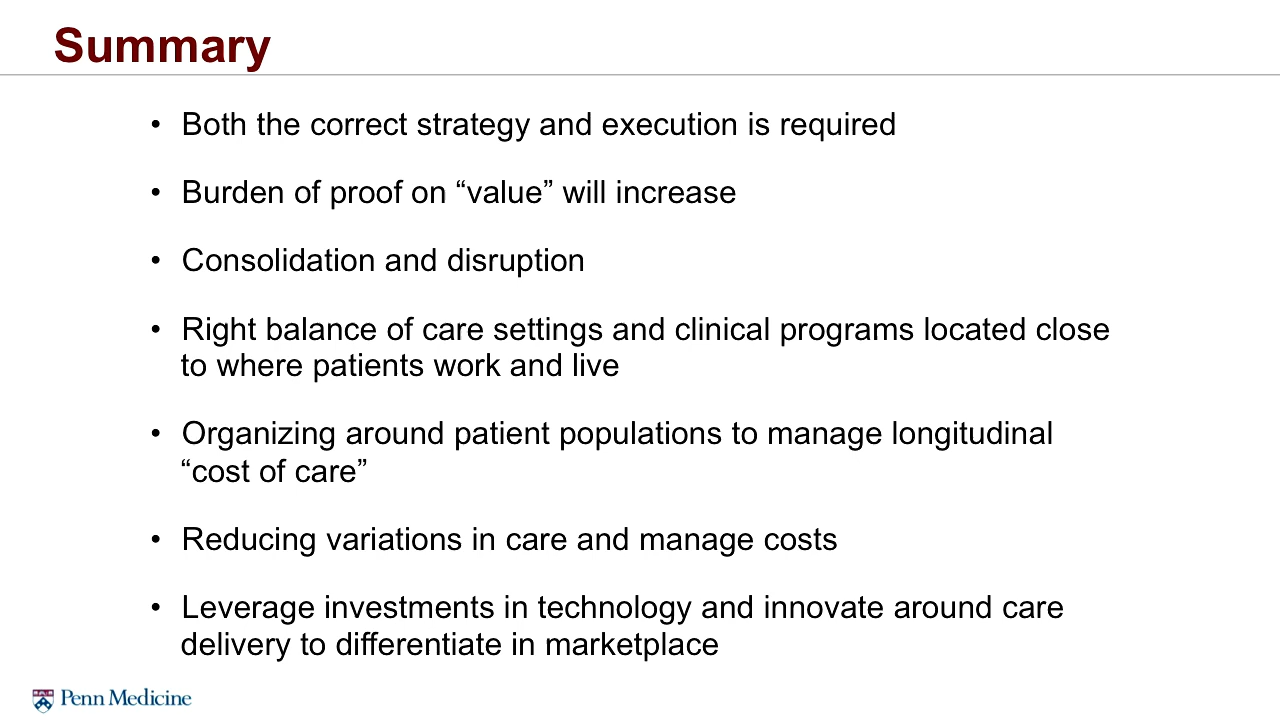 Summary
• Both the correct strategy and execution is required
• Burden of proof on “value” will increase
• Consolidation and disruption
• Right balance of care settings and clinical programs located close
to where patients work and live
• Organizing around patient populations to manage longitudinal
“cost of care”
• Reducing variations in care and manage costs
• Leverage investments in technology and innovate around care
delivery to differentiate in marketplace
Penn Medicine